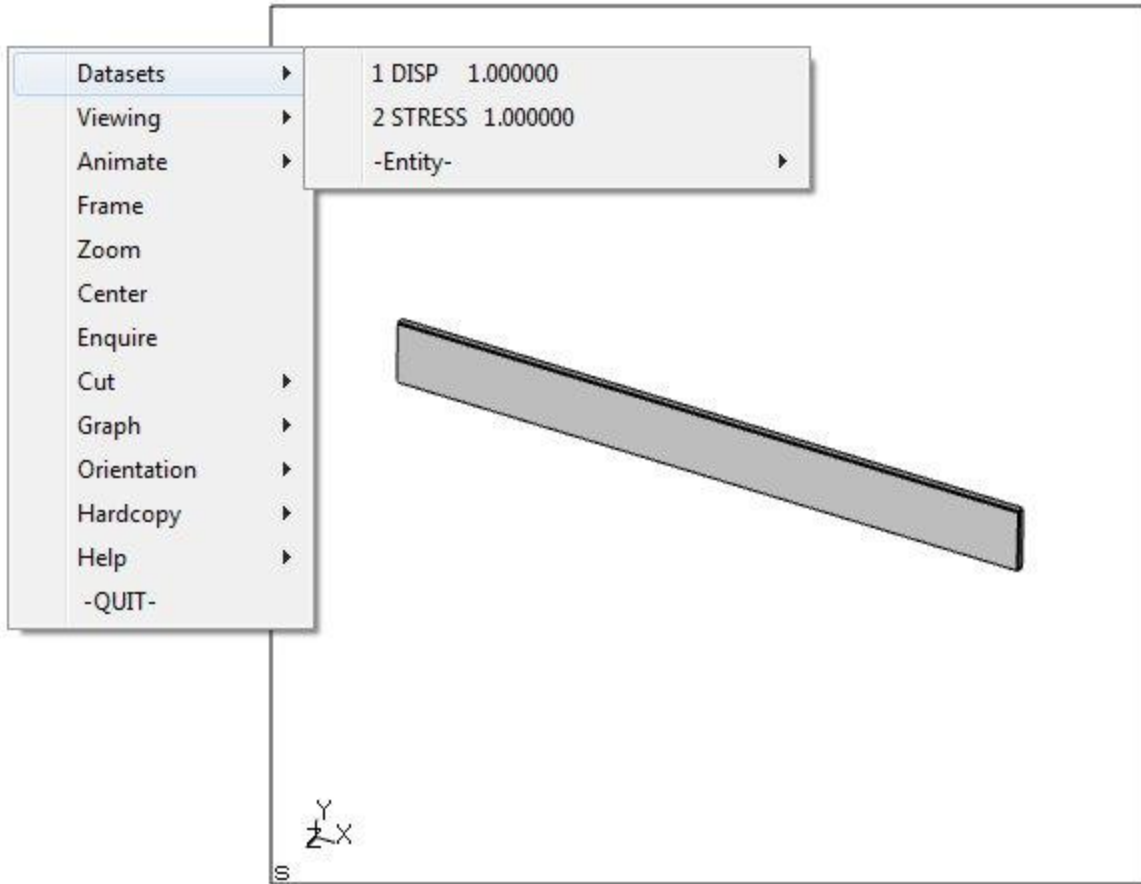 Datasets
Viewing
Animate
Frame
Zoom
Center
Enquire
Cut
Graph
Orientation
Hardcopy
Help
-QUIT-
1 DISP 1.000000
2 STRESS 1.000000
-Entity-
Y
Z X
S